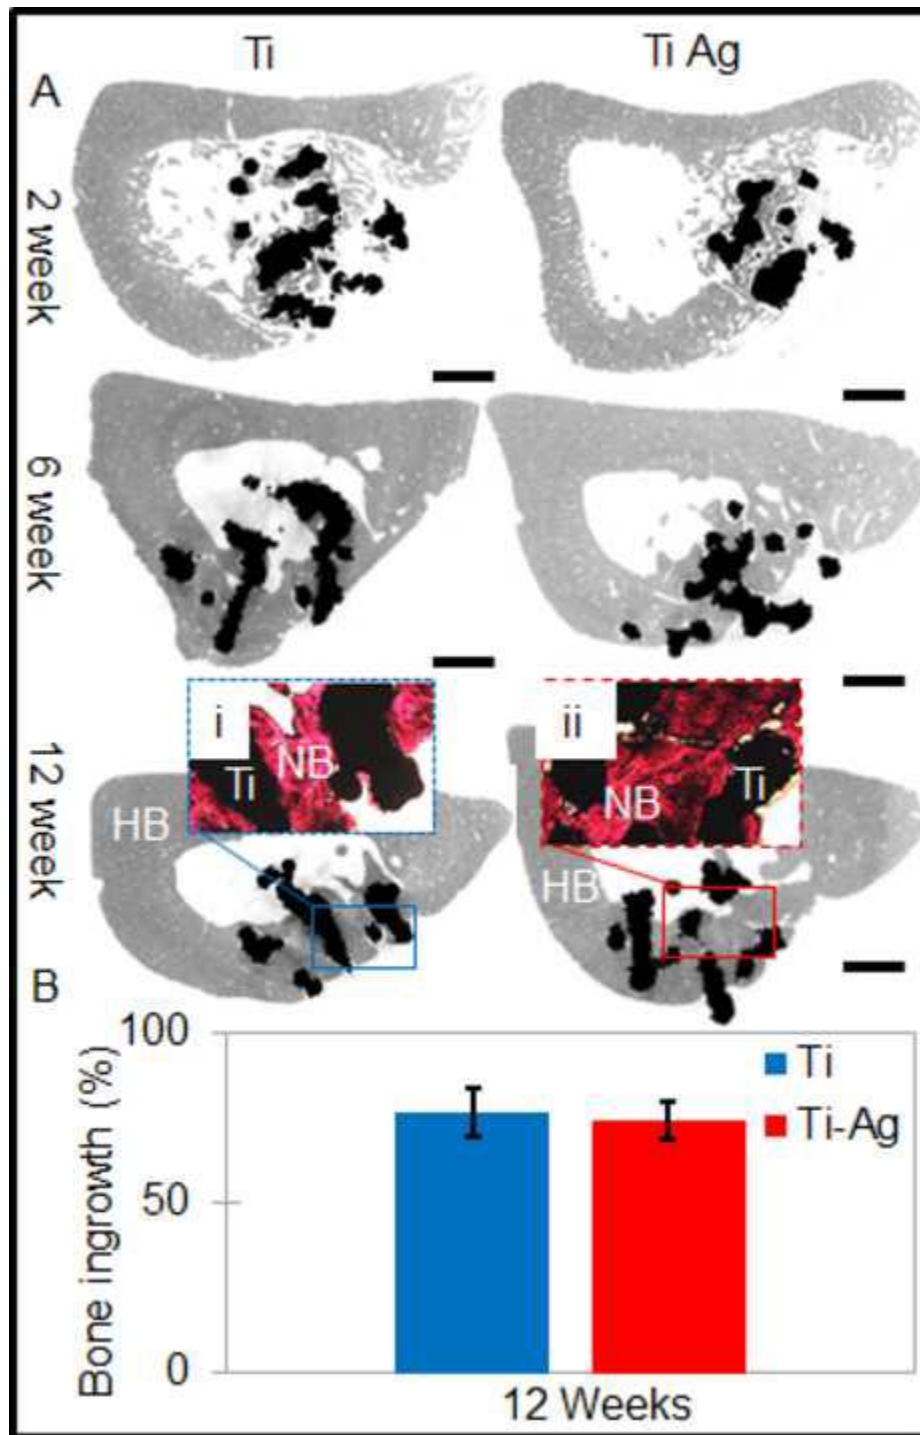 Ti
Ti Ag
A
2 week
6 week
i
Ti
NB
ii
NB
Ti
12 week
HB
HB
B
Bone ingrowth (%)
100
50
0
Ti
Ti-Ag
12 Weeks